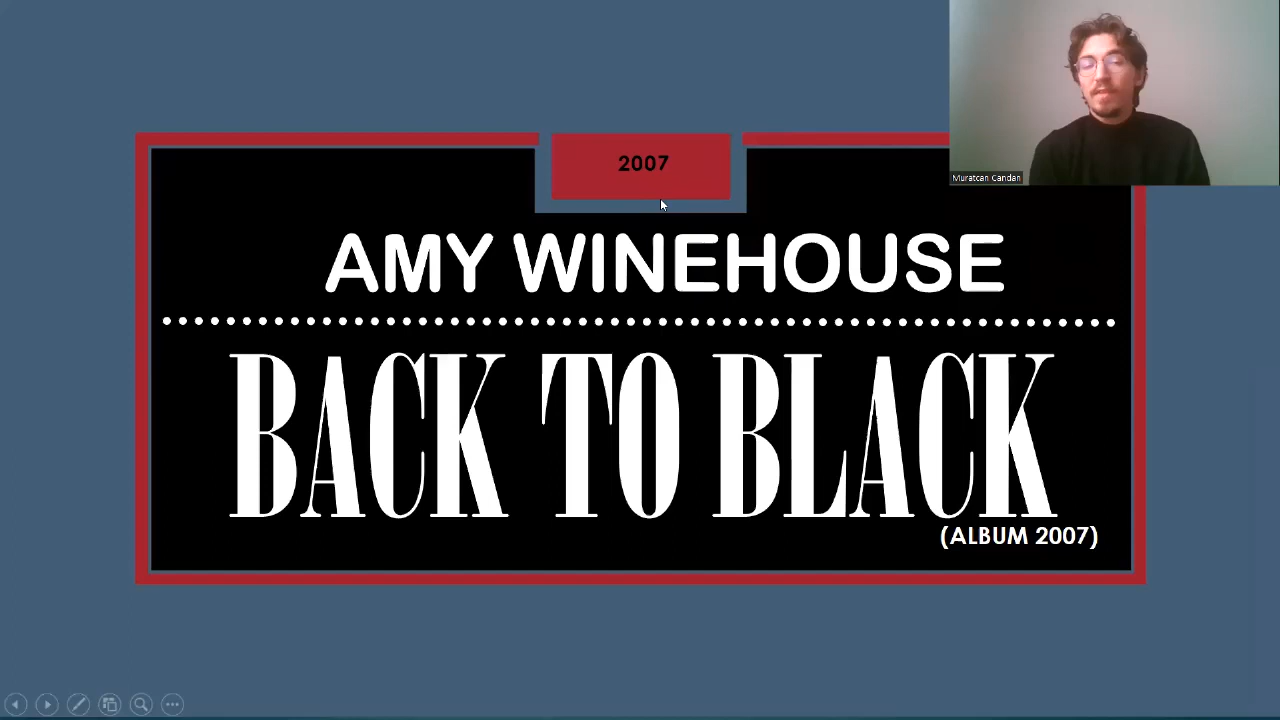 2007
Muratcan Candan
AMY WINEHOUSE
BACK TO BLACK
(ALBUM 2007)